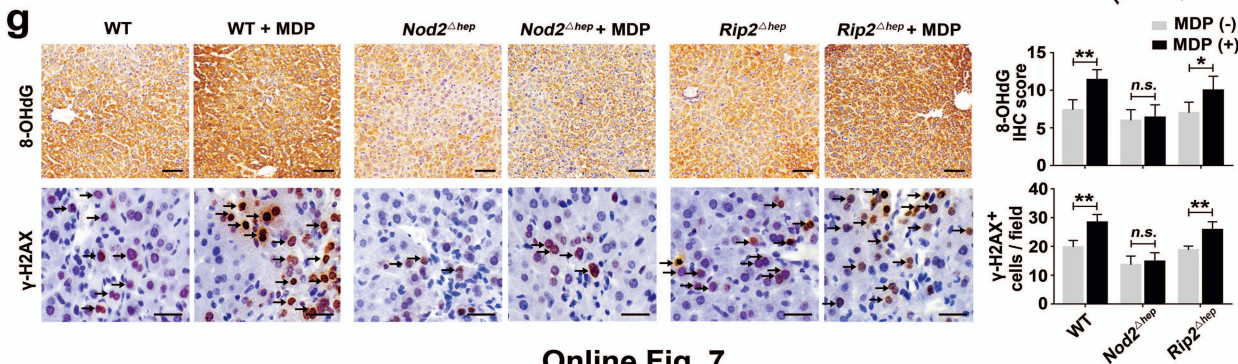 g
WT
WT + MDP
Nod2△hep
Nod2△hep + MDP
Rip2△hep
Rip2△hep + MDP
8-OHdG
γ-H2AX
MDP (-)
MDP (+)
8-OHdG
IHC score
15
10
5
0
**
n.s.
*
γ-H2AX+
cells / field
40
30
20
10
0
**
n.s.
**
WT
Nod2△hep
Rip2△hep
Online Fig. 7